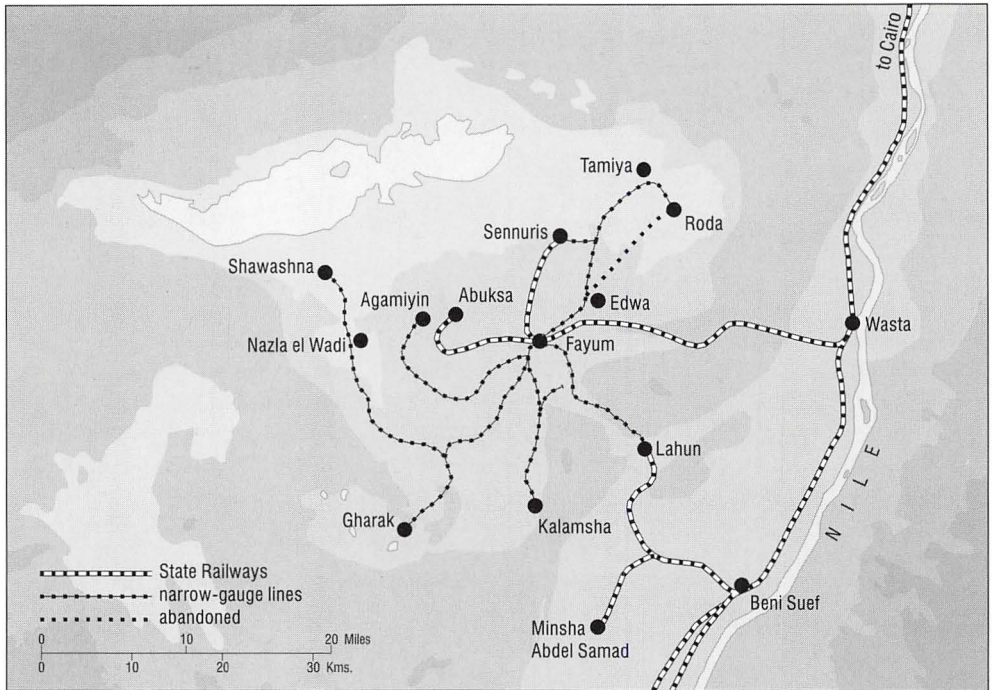 to Cairo
Tamiya
Roda
Sennuris
Shawashna
Agamiyin
Abuksa
Edwa
Wasta
Nazla el Wadi
Fayum
Lahun
NILE
Gharak
Kalamsha
State Railways
narrow-gauge lines
abandoned
Beni Suef
Minsha
Abdel Samad
0 10 20 Miles
0 10 20 30 Kms.